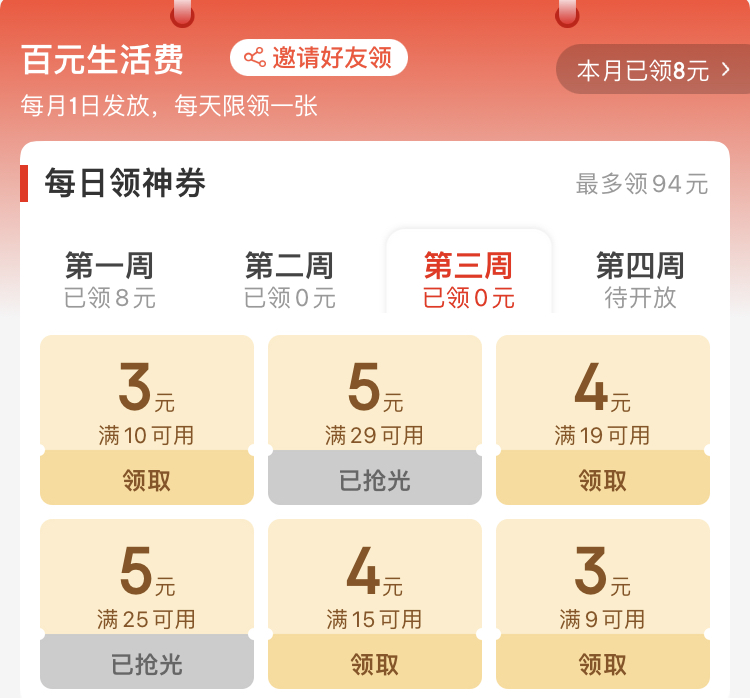 百元生活费 邀请好友领
本月已领8元 >
每月1日发放，每天限领一张
每日领神券 最多领94元
第一周 第二周 第三周 第四周
已领8元 已领0元 已领0元 待开放
3元 5元 4元
满10可用 满29可用 满19可用
领取 已抢光 领取
5元 4元 3元
满25可用 满15可用 满9可用
已抢光 领取 领取